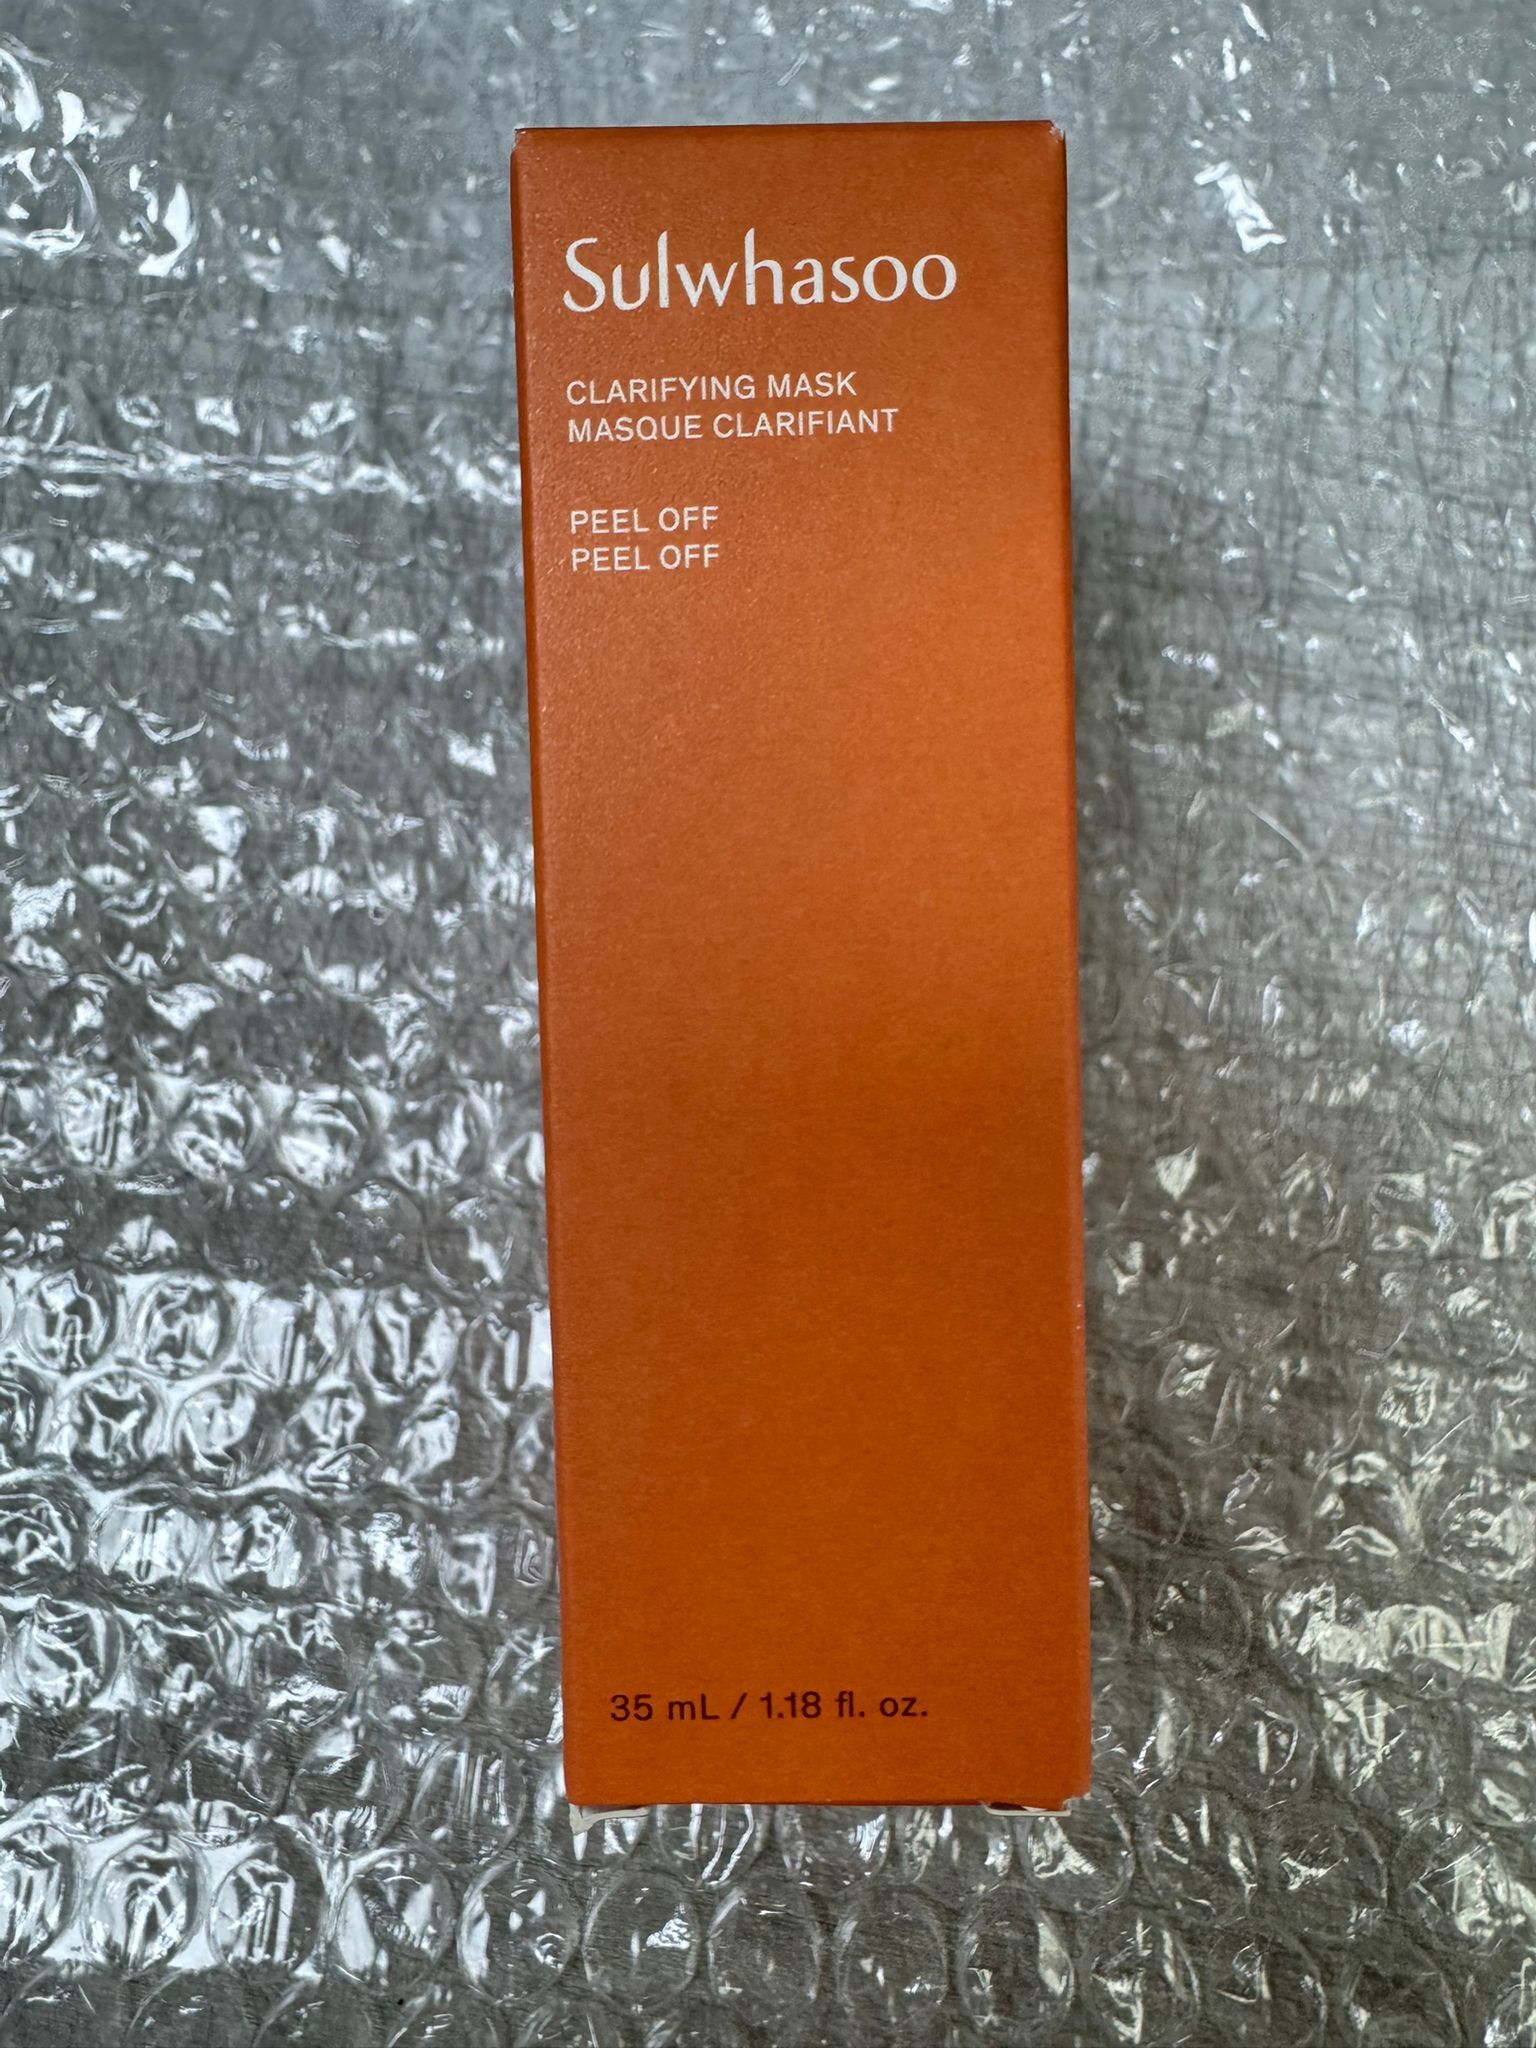 Sulwhasoo
CLARIFYING MASK
MASQUE CLARIFIANT
PEEL OFF
PEEL OFF
35 mL / 1.18 fl. oz.